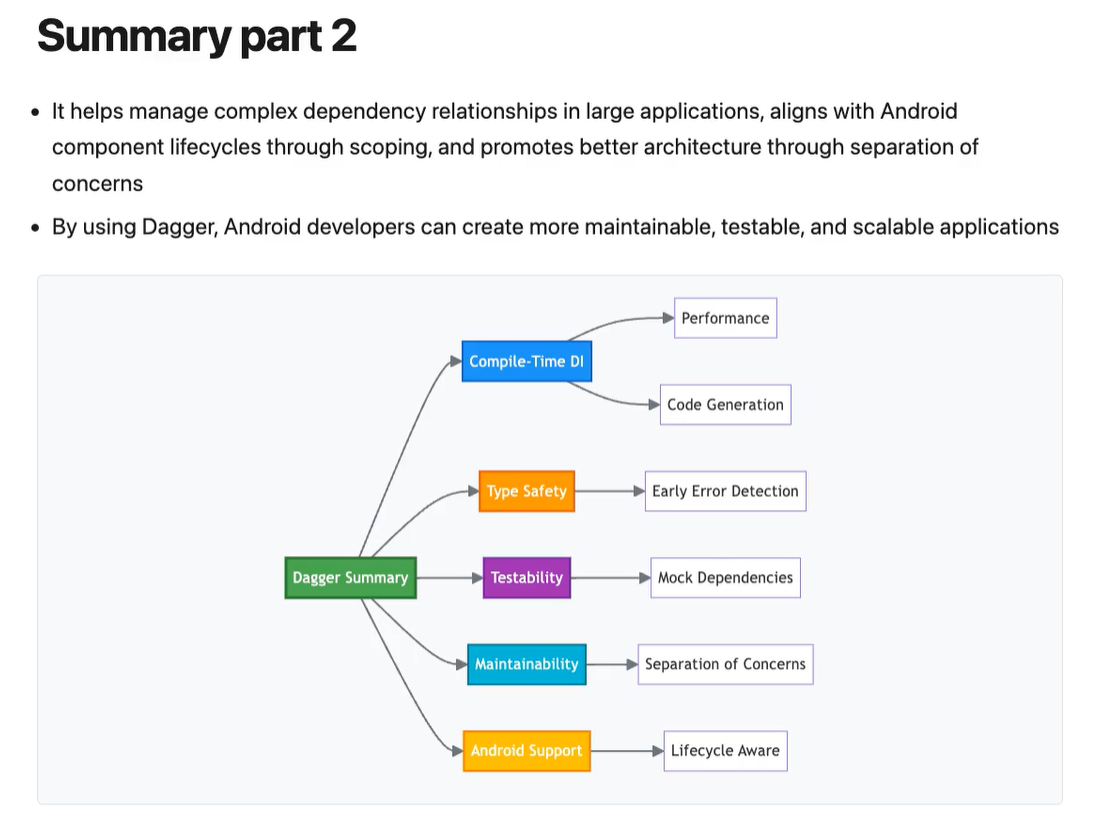 Summary part 2
• It helps manage complex dependency relationships in large applications, aligns with Android
component lifecycles through scoping, and promotes better architecture through separation of
concerns
• By using Dagger, Android developers can create more maintainable, testable, and scalable applications
Performance
Compile-Time DI
Code Generation
Type Safety
Early Error Detection
Dagger Summary
Testability
Mock Dependencies
Maintainability
Separation of Concerns
Android Support
Lifecycle Aware